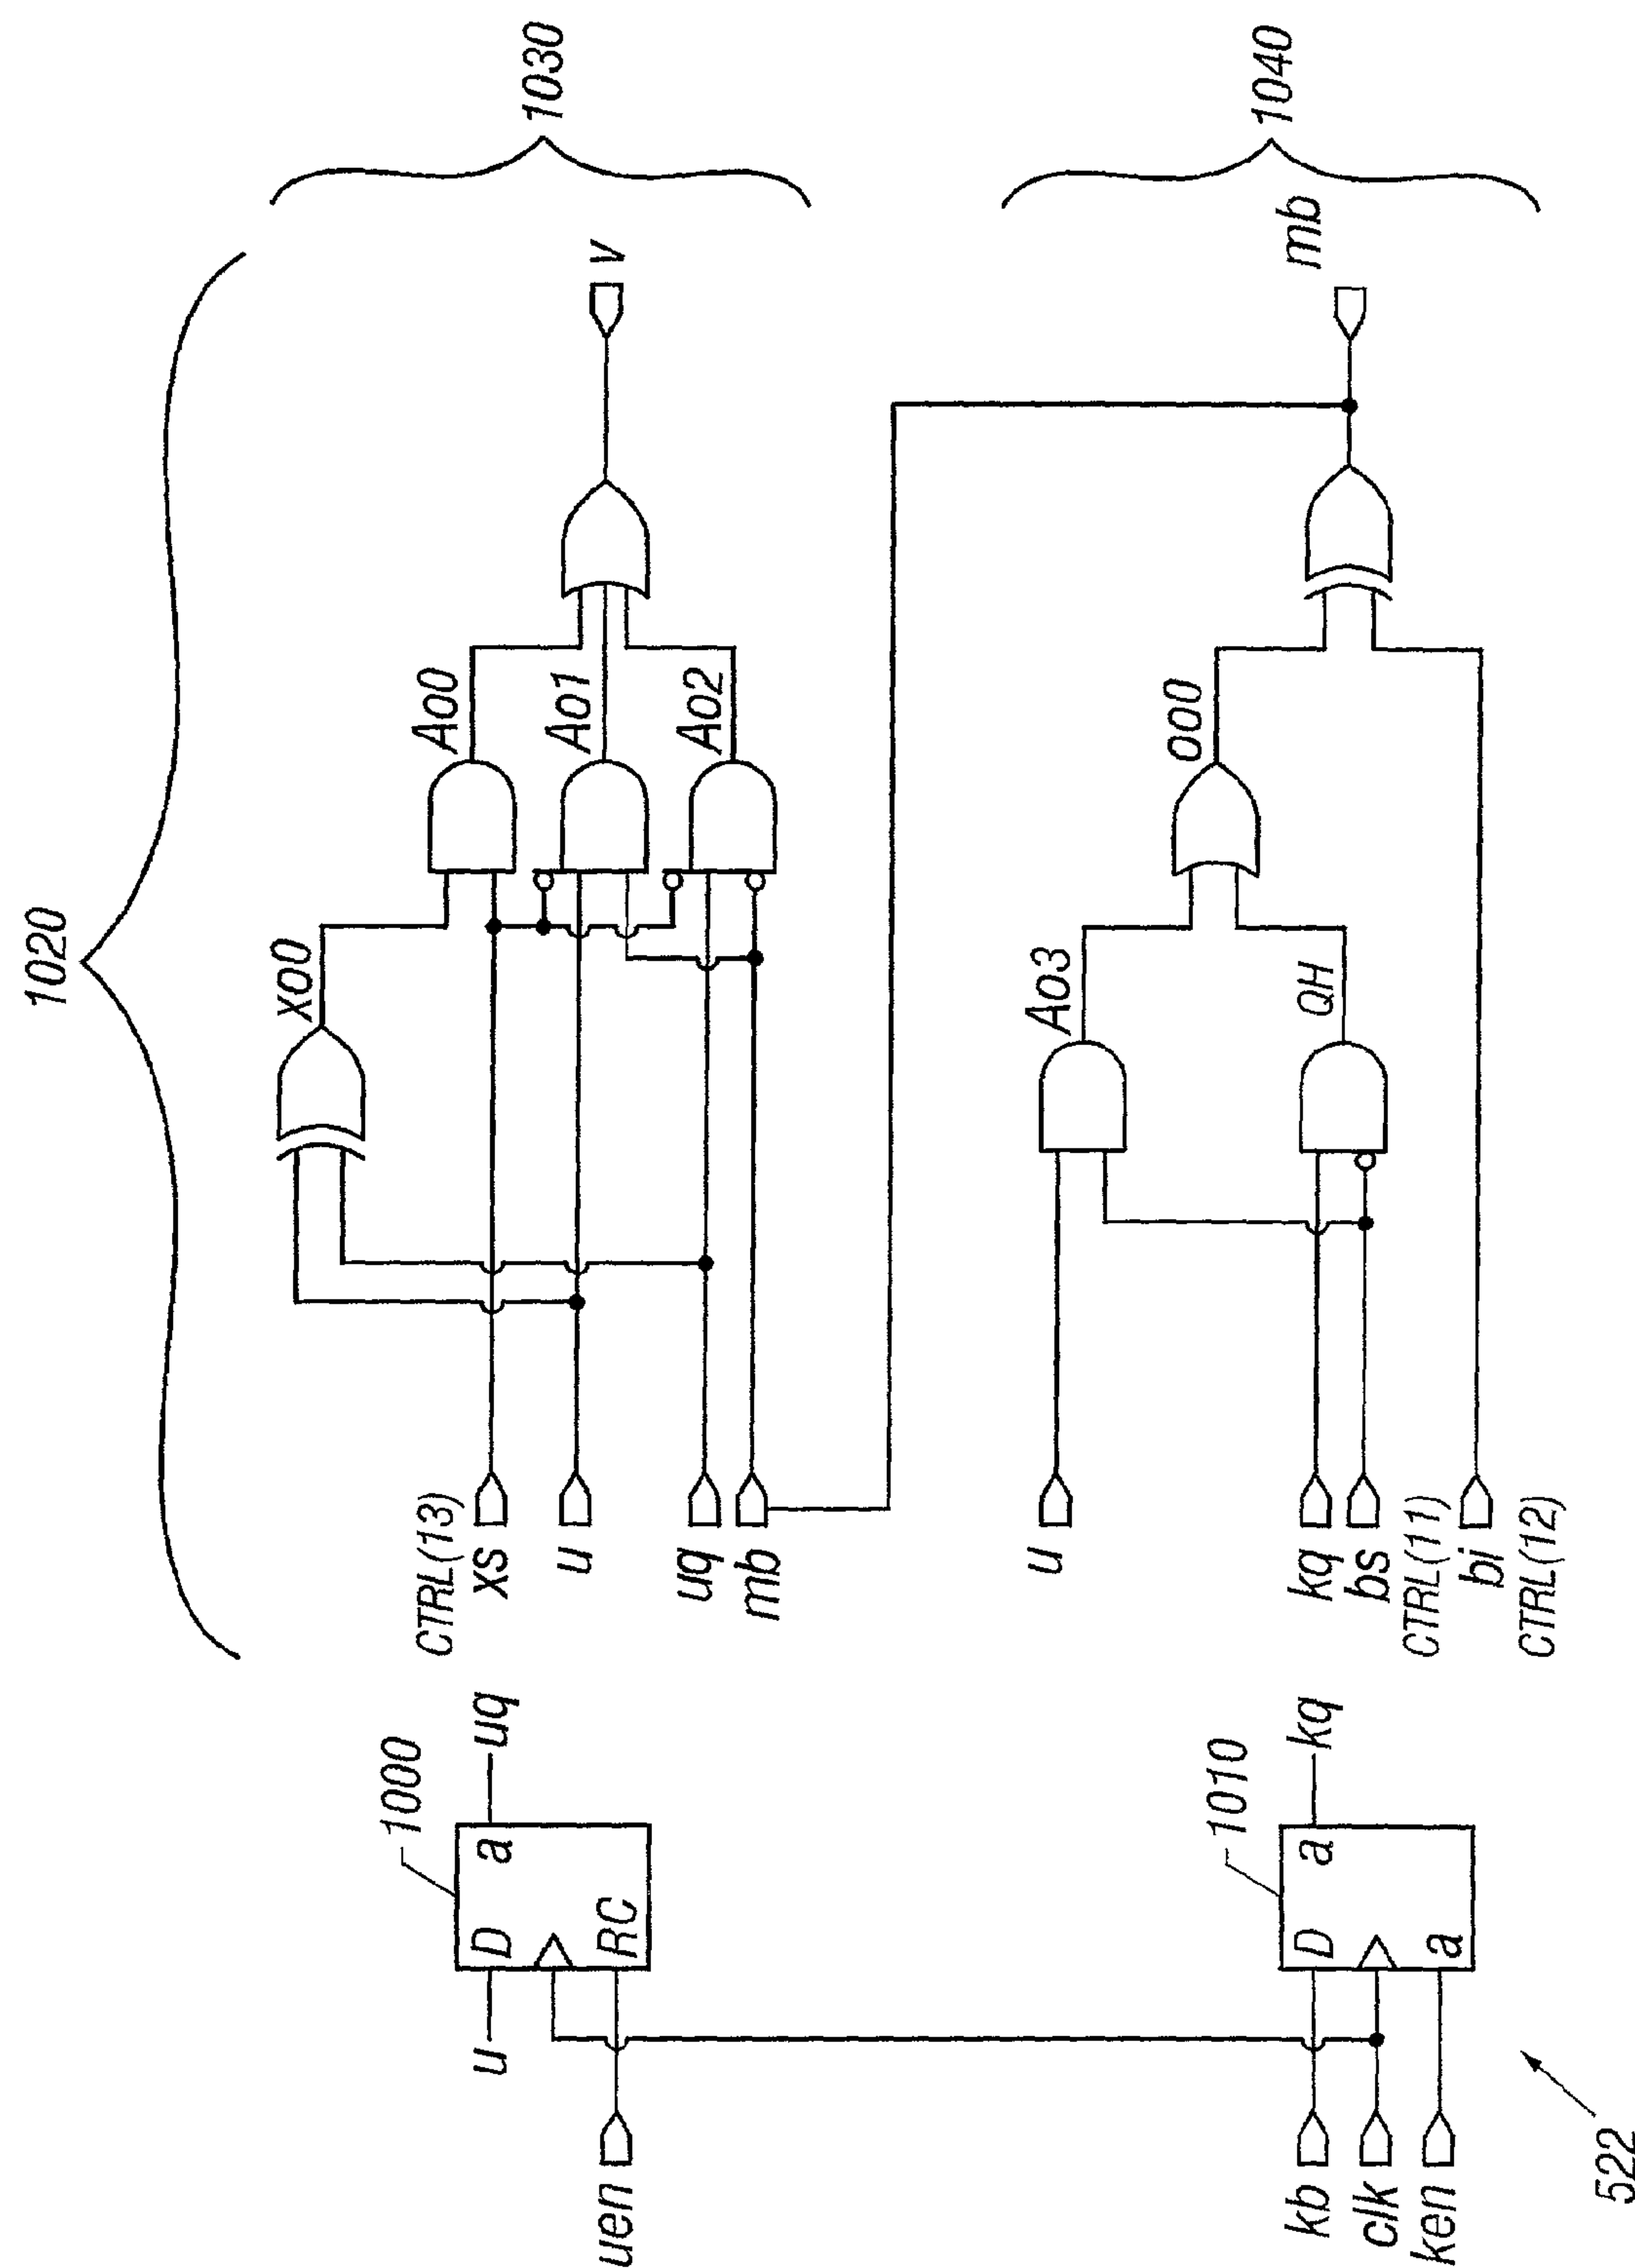 1020
1030
xo0
Ao0
Ao1
Ao2
CTRL(13)
xs
u
uq
mb
v
1040
Ao3
QH
oo0
u
kq
bs
CTRL(11)
bi
CTRL(12)
mb
1000
u
D
a
uq
RC
uen
1010
kb
D
a
kq
clk
ken
a
522